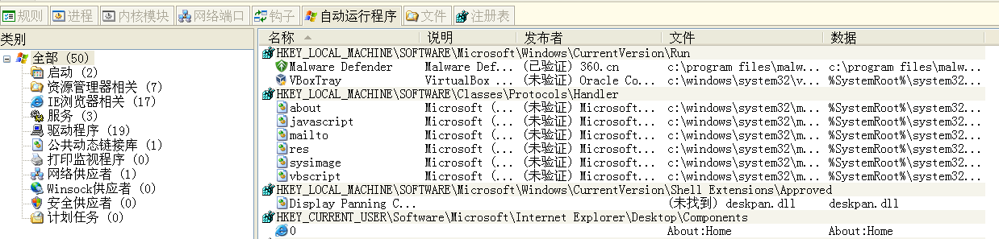 规则 进程 内核模块 网络端口 钩子 自动运行程序 文件 注册表
类别
全部 (50)
启动 (2)
资源管理器相关 (7)
IE浏览器相关 (17)
服务 (3)
驱动程序 (19)
公共动态链接库 (1)
打印监视程序 (0)
网络供应者 (1)
Winsock供应者 (0)
安全供应者 (0)
计划任务 (0)
名称 说明 发布者 文件 数据
HKEY_LOCAL_MACHINE\SOFTWARE\Microsoft\Windows\CurrentVersion\Run
Malware Defender Malware Def... (已验证) 360.cn c:\program files\malw... c:\program files\malw...
VBoxTray VirtualBox ... (未验证) Oracle Co... c:\windows\system32\v... %SystemRoot%\system32...
HKEY_LOCAL_MACHINE\SOFTWARE\Classes\Protocols\Handler
about Microsoft (... (未验证) Microsoft... c:\windows\system32\m... %SystemRoot%\system32...
javascript Microsoft (... (未验证) Microsoft... c:\windows\system32\m... %SystemRoot%\system32...
mailto Microsoft (... (未验证) Microsoft... c:\windows\system32\m... %SystemRoot%\system32...
res Microsoft (... (未验证) Microsoft... c:\windows\system32\m... %SystemRoot%\system32...
sysimage Microsoft (... (未验证) Microsoft... c:\windows\system32\m... %SystemRoot%\system32...
vbscript Microsoft (... (未验证) Microsoft... c:\windows\system32\m... %SystemRoot%\system32...
HKEY_LOCAL_MACHINE\SOFTWARE\Microsoft\Windows\CurrentVersion\Shell Extensions\Approved
Display Panning C... (未找到) deskpan.dll deskpan.dll
HKEY_CURRENT_USER\Software\Microsoft\Internet Explorer\Desktop\Components
0 About:Home About:Home